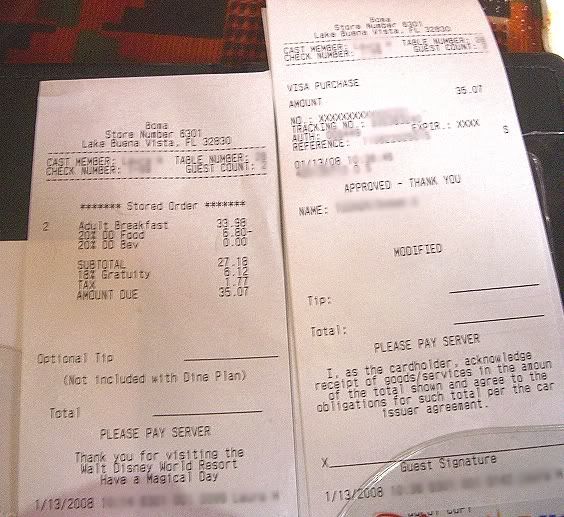 Boma
Store Number 6301
Lake Buena Vista, FL 32830
CAST MEMBER: TABLE NUMBER:
CHECK NUMBER: GUEST COUNT:
******* Stored Order *******
2 Adult Breakfast 33.98
20% DD Food 6.80-
20% DD Bev 0.00
SUBTOTAL 27.18
18% Gratuity 6.12
TAX 1.77
AMOUNT DUE 35.07
Optional Tip
(Not included with Dine Plan)
Total
PLEASE PAY SERVER
Thank you for visiting the
Walt Disney World Resort
Have a Magical Day
1/13/2008
Boma
Store Number 6301
Lake Buena Vista, FL 32830
CAST MEMBER: TABLE NUMBER:
CHECK NUMBER: GUEST COUNT:
VISA PURCHASE
AMOUNT 35.07
NO.: XXXXXXXXXX
TRACKING NO.: EXPIR.: XXXX
AUTH: S
REFERENCE:
01/13/08
APPROVED - THANK YOU
NAME:
MODIFIED
Tip:
Total:
PLEASE PAY SERVER
I, as the cardholder, acknowledge
receipt of goods/services in the amoun
of the total shown and agree to the
obligations for such total per the car
issuer agreement.
X
Guest Signature
1/13/2008